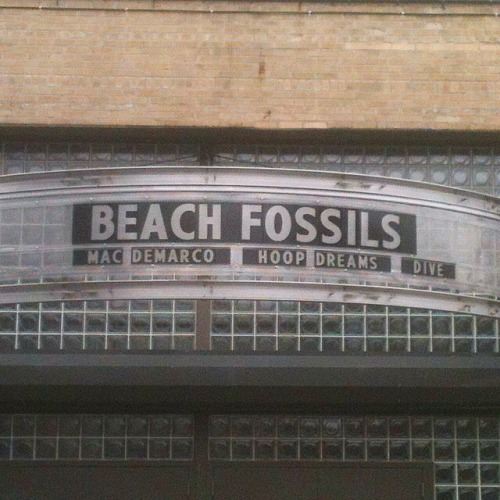 BEACH FOSSILS
MAC DEMARCO HOOP DREAMS DIVE